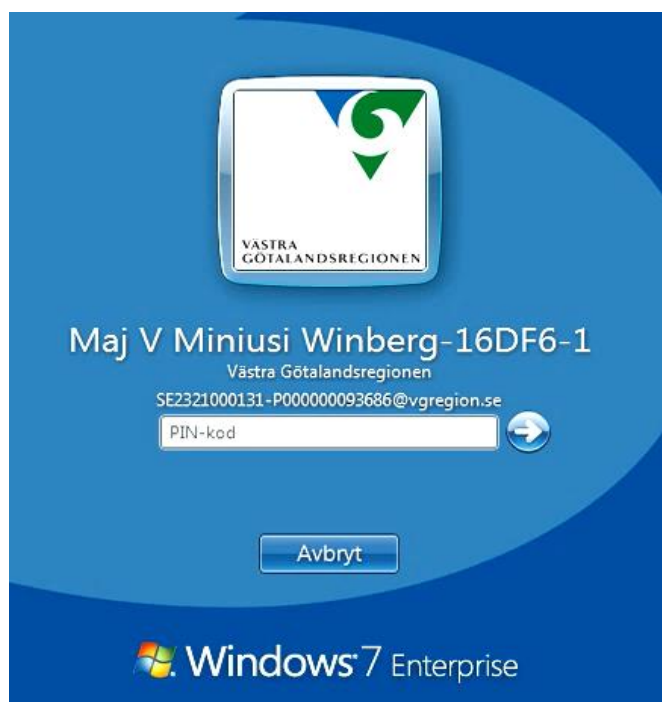 VÄSTRA
GÖTALANDSREGIONEN
Maj V Miniusi Winberg-16DF6-1
Västra Götalandsregionen
SE2321000131-P000000093686@vgregion.se
PIN-kod
Avbryt
Windows 7 Enterprise